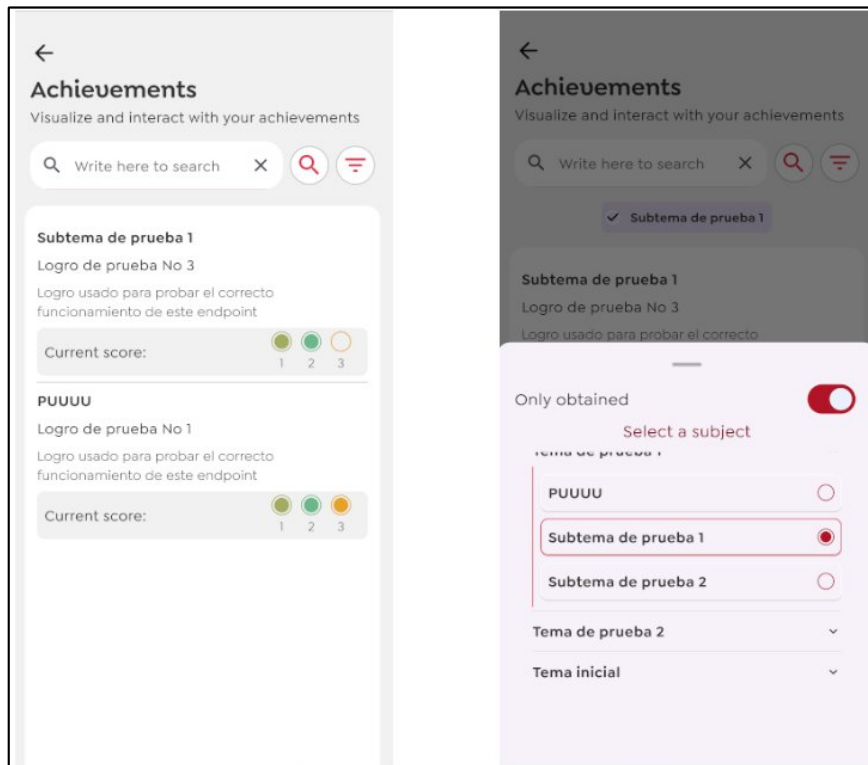 Achievements
Visualize and interact with your achievements
Write here to search
Subtema de prueba 1
Logro de prueba No 3
Logro usado para probar el correcto
funcionamiento de este endpoint
Current score:
1 2 3
PUUUU
Logro de prueba No 1
Logro usado para probar el correcto
funcionamiento de este endpoint
Current score:
1 2 3
Achievements
Visualize and interact with your achievements
Write here to search
Subtema de prueba 1
Subtema de prueba 1
Logro de prueba No 3
Logro usado para probar el correcto
Only obtained
Select a subject
Tema de prueba 1
PUUUU
Subtema de prueba 1
Subtema de prueba 2
Tema de prueba 2
Tema inicial